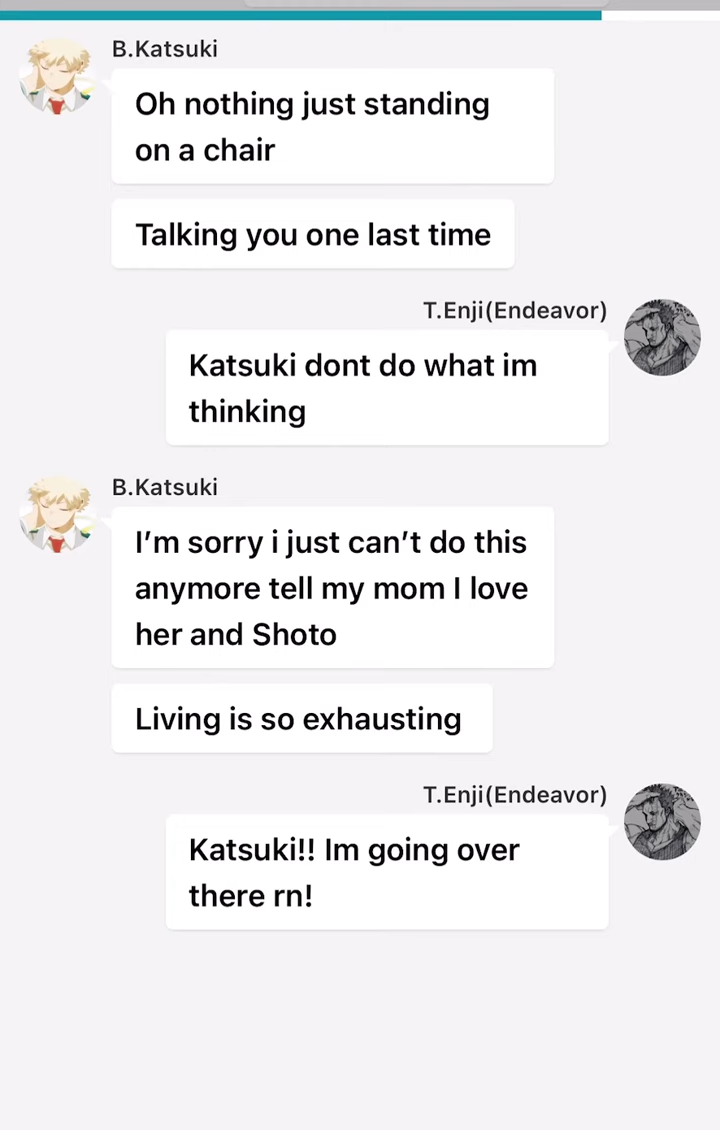 B.Katsuki
Oh nothing just standing
on a chair
Talking you one last time
T.Enji(Endeavor)
Katsuki dont do what im
thinking
B.Katsuki
I’m sorry i just can’t do this
anymore tell my mom I love
her and Shoto
Living is so exhausting
T.Enji(Endeavor)
Katsuki!! Im going over
there rn!